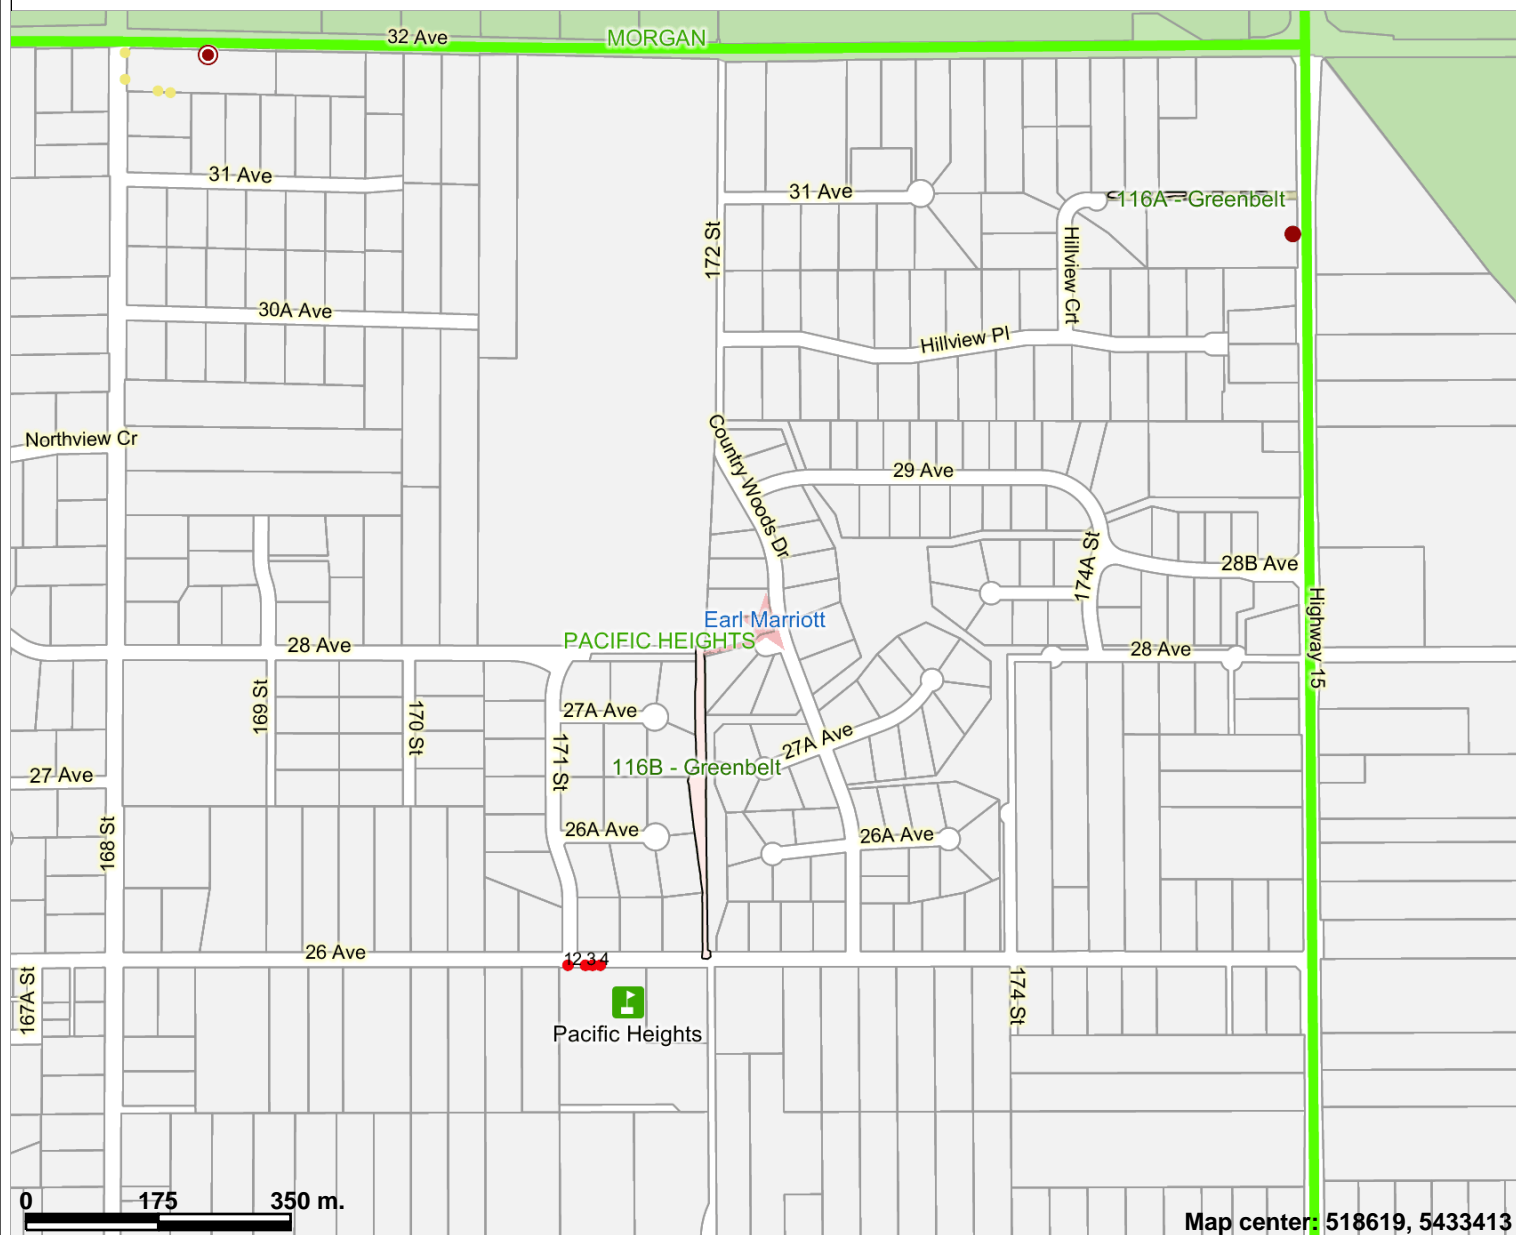 32 Ave
MORGAN
31 Ave
31 Ave
116A - Greenbelt
172 St
Hillview Crt
30A Ave
Hillview Pl
Northview Cr
Country Woods Dr
29 Ave
174A St
28B Ave
Highway 15
Earl Marriott
PACIFIC HEIGHTS
28 Ave
28 Ave
169 St
170 St
171 St
27A Ave
27A Ave
116B - Greenbelt
27 Ave
168 St
26A Ave
26A Ave
26 Ave
1 2 3 4
167A St
174 St
Pacific Heights
0 175 350 m.
Map center: 518619, 5433413